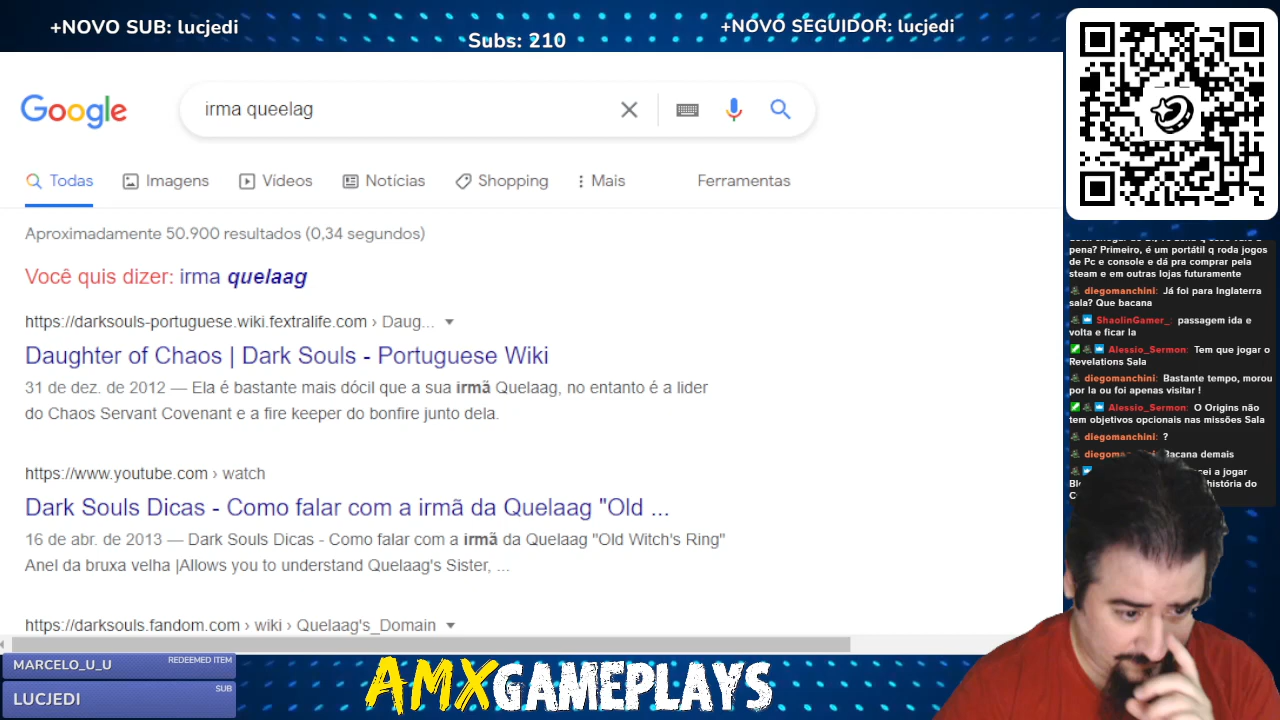 +NOVO SUB: lucjedi
Subs: 210
+NOVO SEGUIDOR: lucjedi
Google
irma queelag
Todas
Imagens
Vídeos
Notícias
Shopping
Mais
Ferramentas
Aproximadamente 50.900 resultados (0,34 segundos)
Você quis dizer: irma quelaag
https://darksouls-portuguese.wiki.fextralife.com › Daug...
Daughter of Chaos | Dark Souls - Portuguese Wiki
31 de dez. de 2012 — Ela é bastante mais dócil que a sua irmã Quelaag, no entanto é a lider
do Chaos Servant Covenant e a fire keeper do bonfire junto dela.
https://www.youtube.com › watch
Dark Souls Dicas - Como falar com a irmã da Quelaag "Old ...
16 de abr. de 2013 — Dark Souls Dicas - Como falar com a irmã da Quelaag "Old Witch's Ring"
Anel da bruxa velha |Allows you to understand Quelaag's Sister, ...
https://darksouls.fandom.com › wiki › Quelaag's_Domain
pena? Primeiro, é um portátil q roda jogos
de Pc e console e dá pra comprar pela
steam e em outras lojas futuramente
diegomanchini: Já foi para Inglaterra
sala? Que bacana
ShaolinGamer_: passagem ida e
volta e ficar la
Alessio_Sermon: Tem que jogar o
Revelations Sala
diegomanchini: Bastante tempo, morou
por la ou foi apenas visitar !
Alessio_Sermon: O Origins não
tem objetivos opcionais nas missões Sala
diegomanchini: ?
Bacana demais
a jogar
história do
MARCELO_U_U
REDEEMED ITEM
LUCJEDI
SUB
AMXGAMEPLAYS